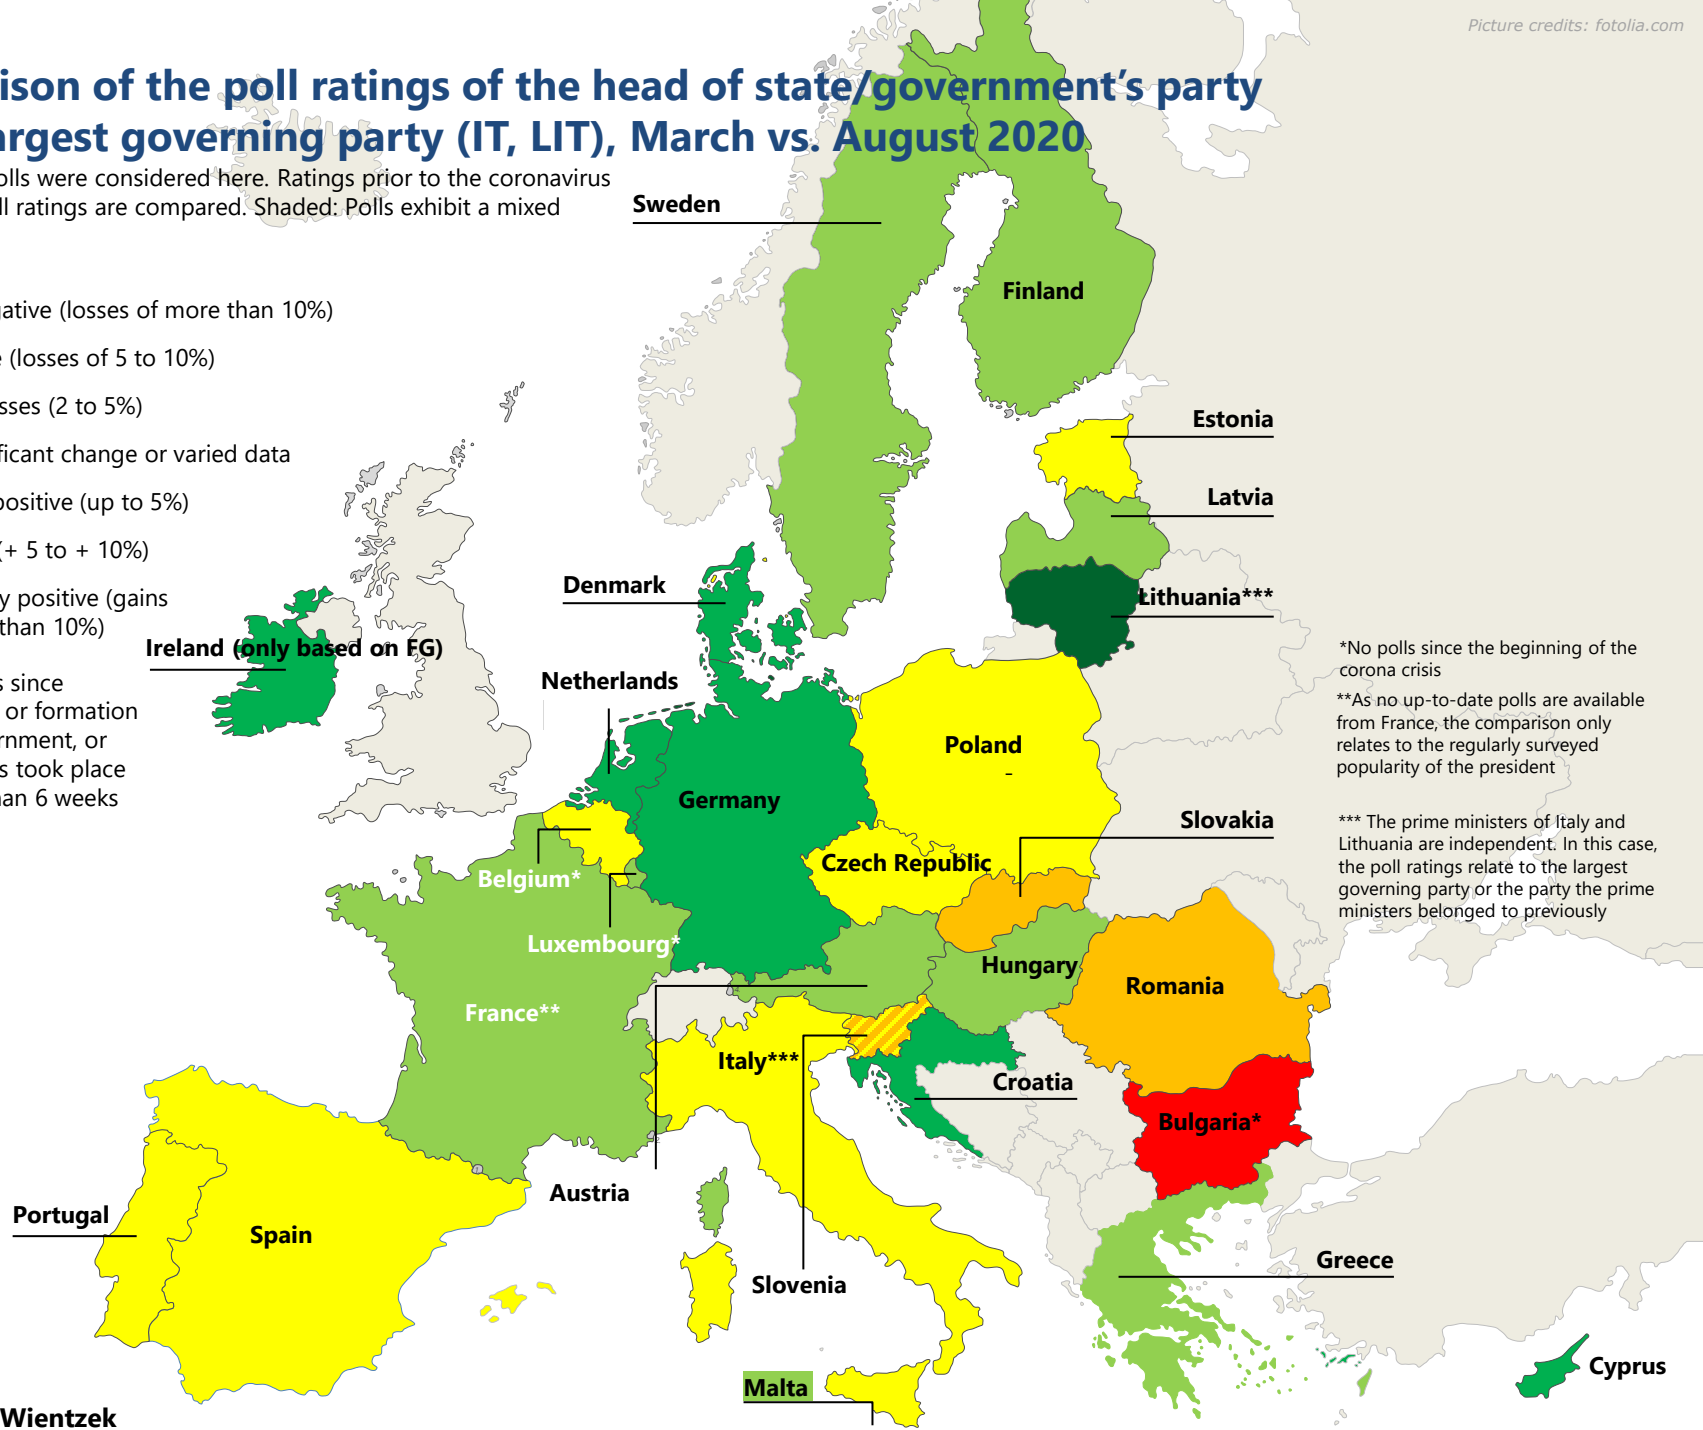 Picture credits: fotolia.com
ison of the poll ratings of the head of state/government's party
argest governing party (IT, LIT), March vs. August 2020
olls were considered here. Ratings prior to the coronavirus
ll ratings are compared. Shaded: Polls exhibit a mixed
Sweden
Finland
gative (losses of more than 10%)
e (losses of 5 to 10%)
sses (2 to 5%)
ficant change or varied data
positive (up to 5%)
(+ 5 to + 10%)
y positive (gains
than 10%)
s since
or formation
rnment, or
s took place
an 6 weeks
Estonia
Latvia
Denmark
Lithuania***
Ireland (only based on FG)
Netherlands
*No polls since the beginning of the
corona crisis
**As no up-to-date polls are available
from France, the comparison only
relates to the regularly surveyed
popularity of the president
*** The prime ministers of Italy and
Lithuania are independent. In this case,
the poll ratings relate to the largest
governing party or the party the prime
ministers belonged to previously
Poland
-
Germany
Slovakia
Czech Republic
Belgium*
Luxembourg*
Hungary
Romania
France**
Italy***
Croatia
Bulgaria*
Austria
Portugal
Spain
Slovenia
Greece
Malta
Cyprus
Wientzek